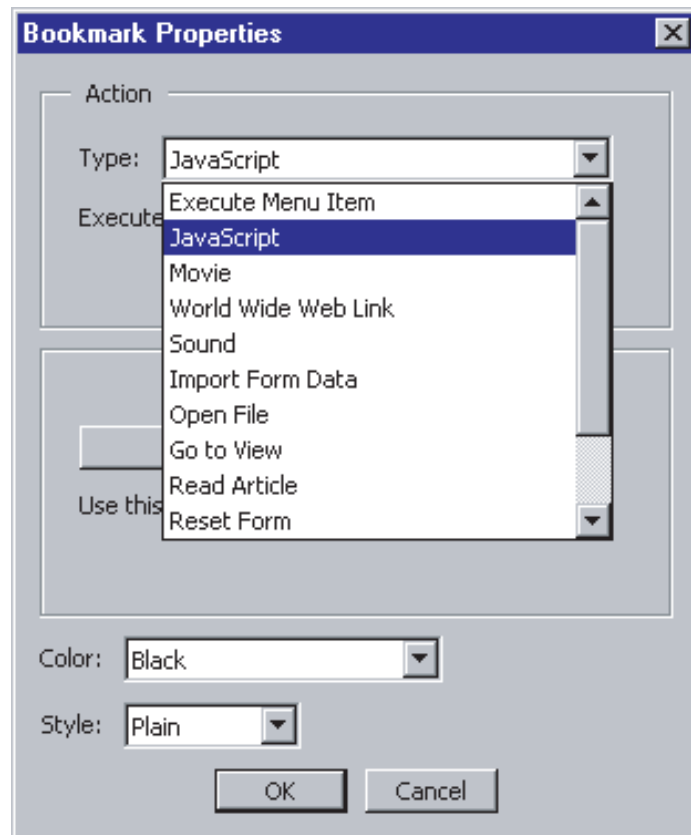 Bookmark Properties
Action
Type: JavaScript
Execute Menu Item
Execute
JavaScript
Movie
World Wide Web Link
Sound
Import Form Data
Open File
Go to View
Read Article
Use this
Reset Form
Color: Black
Style: Plain
OK Cancel